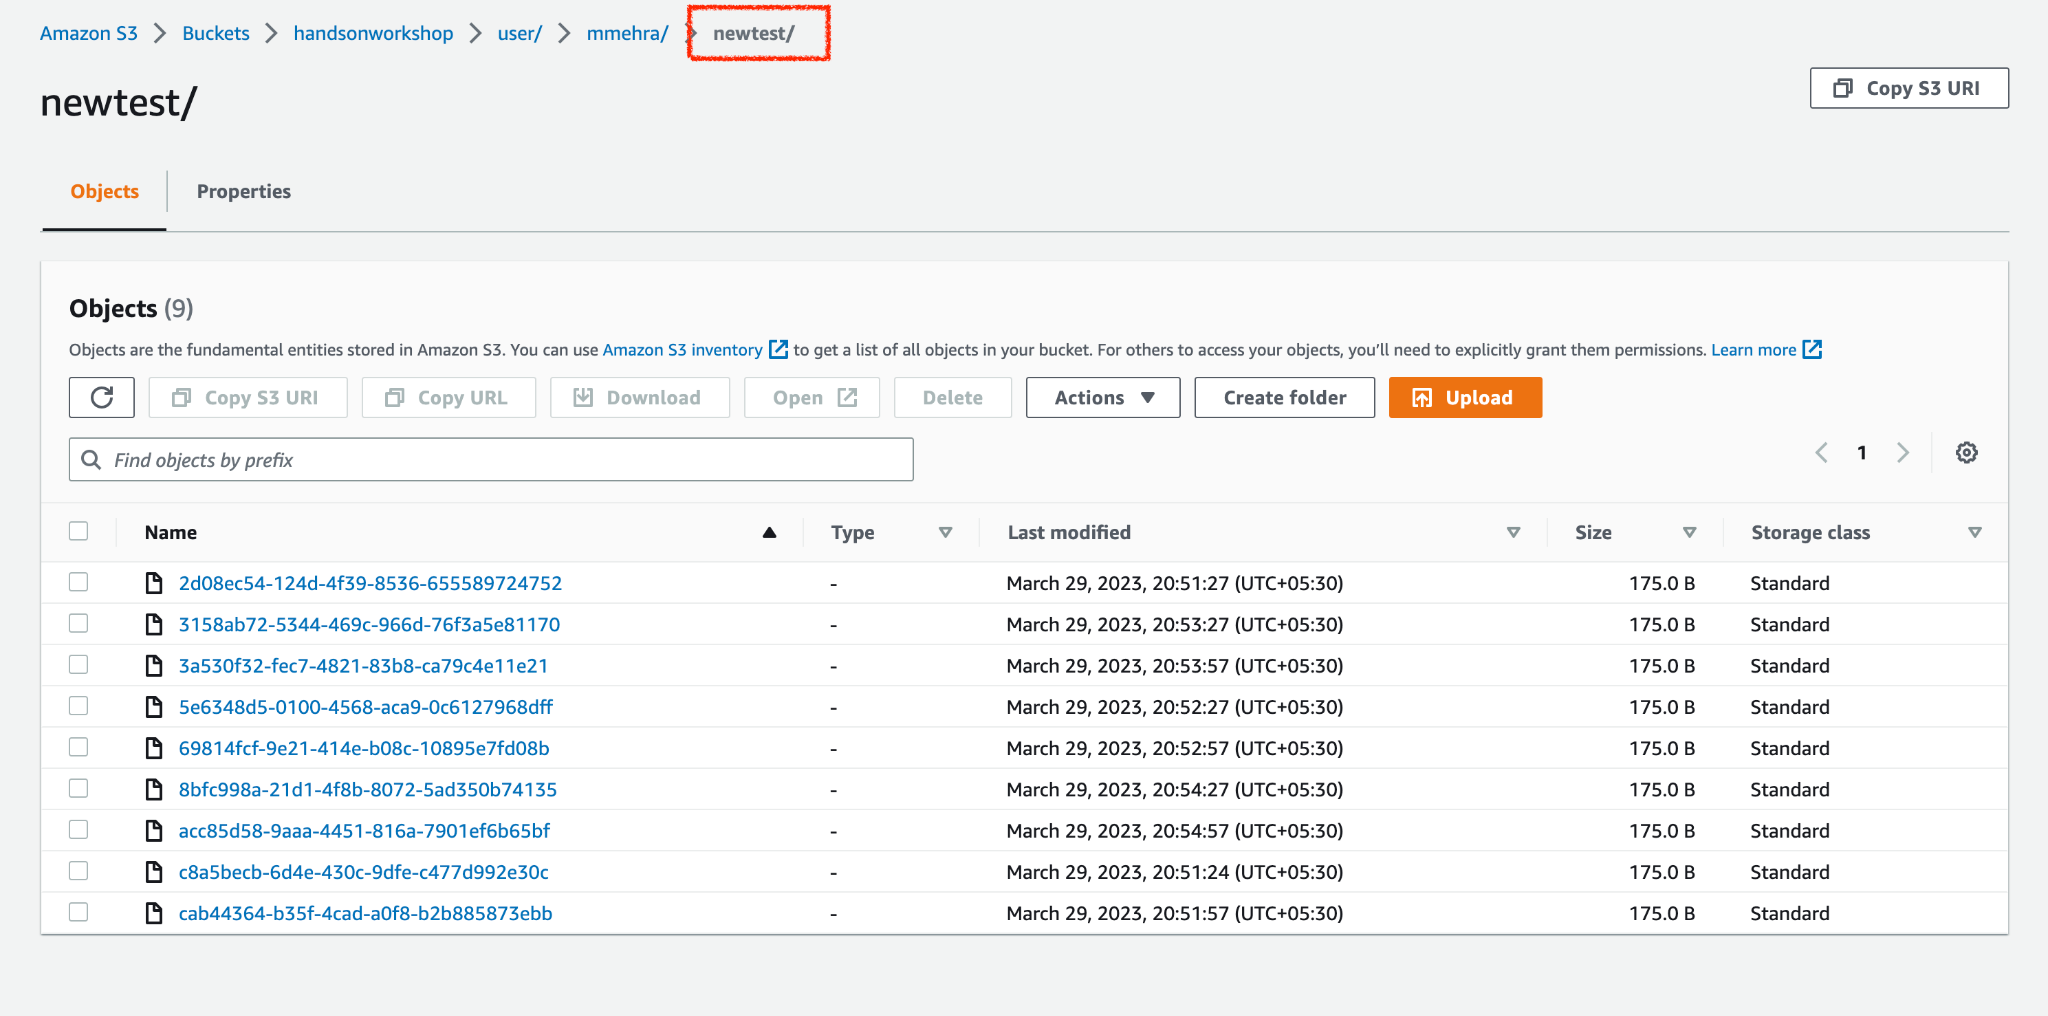 Amazon S3 > Buckets > handsonworkshop > user/ > mmehra/ > newtest/
newtest/
Copy S3 URI
Objects
Properties
Objects (9)
Objects are the fundamental entities stored in Amazon S3. You can use Amazon S3 inventory to get a list of all objects in your bucket. For others to access your objects, you’ll need to explicitly grant them permissions. Learn more
Copy S3 URI
Copy URL
Download
Open
Delete
Actions
Create folder
Upload
Find objects by prefix
1
Name Type Last modified Size Storage class
2d08ec54-124d-4f39-8536-655589724752 - March 29, 2023, 20:51:27 (UTC+05:30) 175.0 B Standard
3158ab72-5344-469c-966d-76f3a5e81170 - March 29, 2023, 20:53:27 (UTC+05:30) 175.0 B Standard
3a530f32-fec7-4821-83b8-ca79c4e11e21 - March 29, 2023, 20:53:57 (UTC+05:30) 175.0 B Standard
5e6348d5-0100-4568-aca9-0c6127968dff - March 29, 2023, 20:52:27 (UTC+05:30) 175.0 B Standard
69814fcf-9e21-414e-b08c-10895e7fd08b - March 29, 2023, 20:52:57 (UTC+05:30) 175.0 B Standard
8bfc998a-21d1-4f8b-8072-5ad350b74135 - March 29, 2023, 20:54:27 (UTC+05:30) 175.0 B Standard
acc85d58-9aaa-4451-816a-7901ef6b65bf - March 29, 2023, 20:54:57 (UTC+05:30) 175.0 B Standard
c8a5becb-6d4e-430c-9dfe-c477d992e30c - March 29, 2023, 20:51:24 (UTC+05:30) 175.0 B Standard
cab44364-b35f-4cad-a0f8-b2b885873ebb - March 29, 2023, 20:51:57 (UTC+05:30) 175.0 B Standard